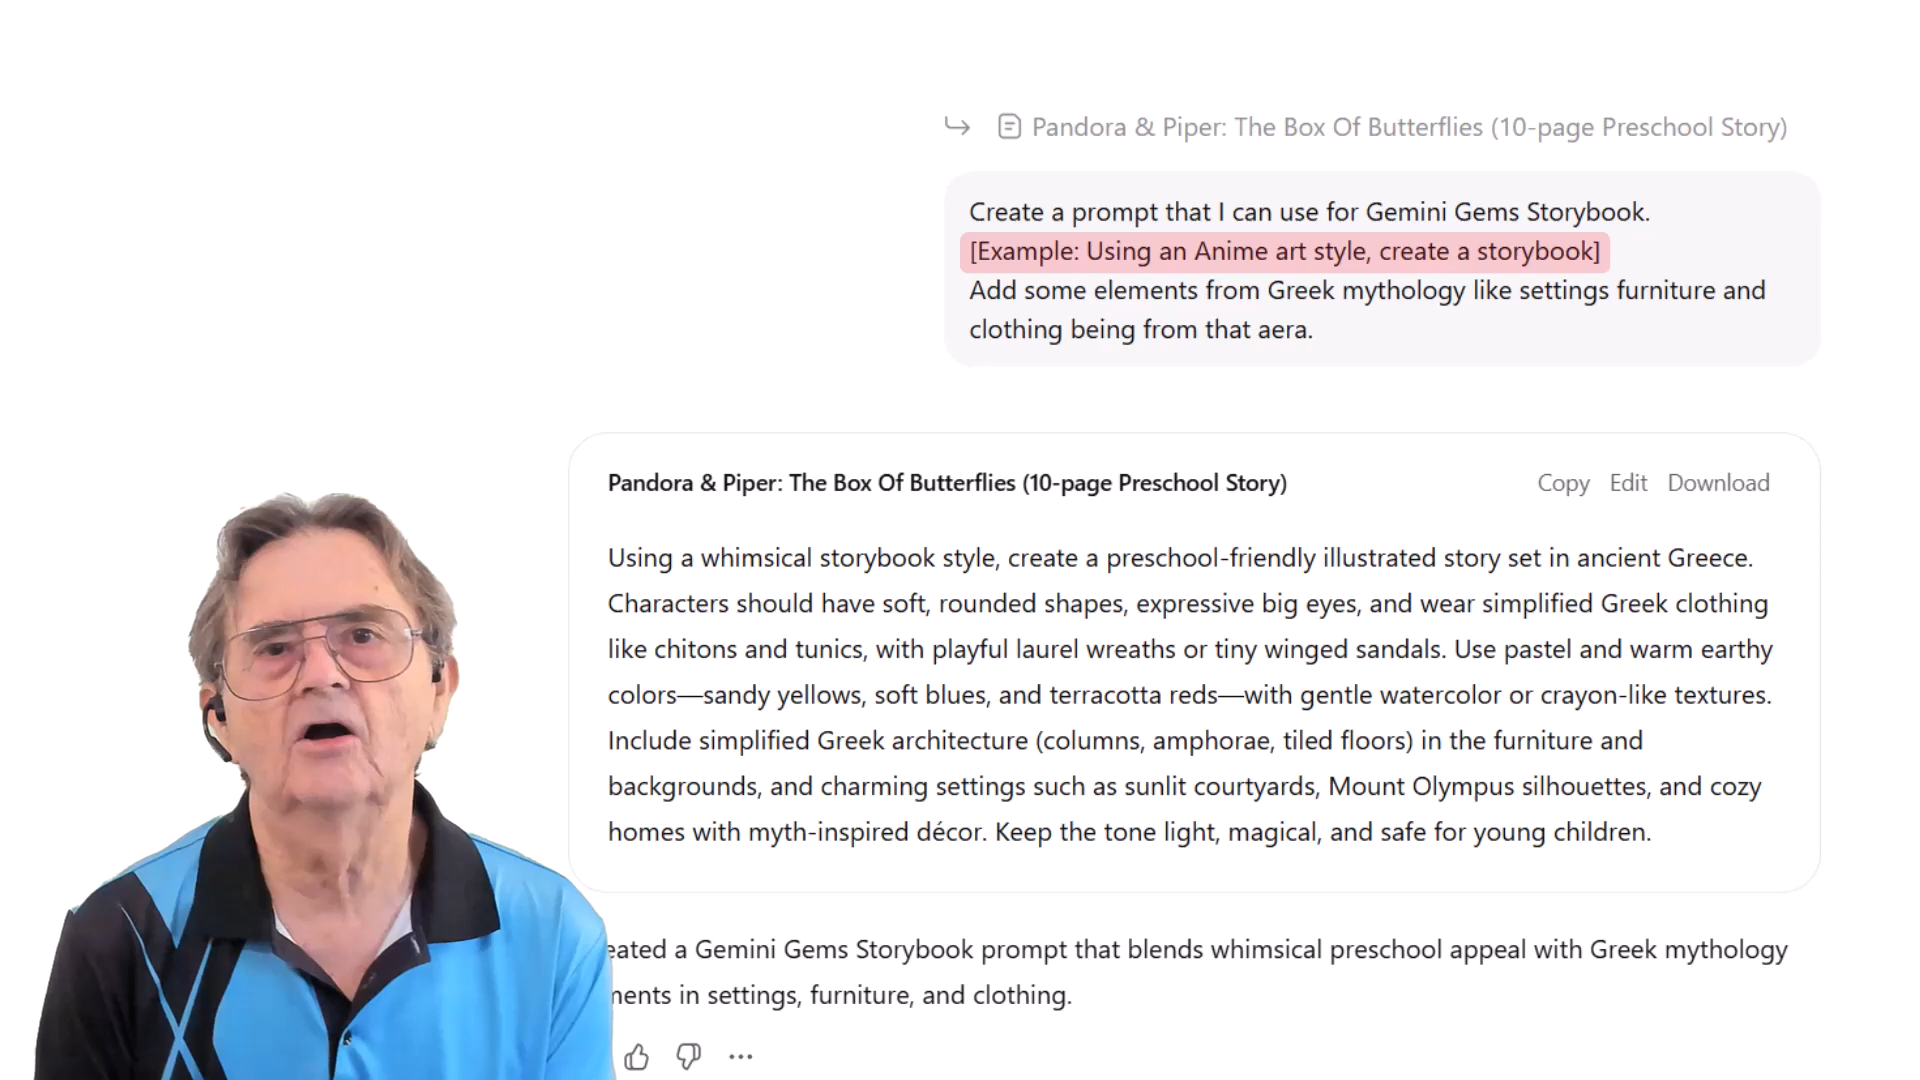 Pandora & Piper: The Box Of Butterflies (10-page Preschool Story)
Create a prompt that I can use for Gemini Gems Storybook.
[Example: Using an Anime art style, create a storybook]
Add some elements from Greek mythology like settings furniture and
clothing being from that aera.
Pandora & Piper: The Box Of Butterflies (10-page Preschool Story)
Copy Edit Download
Using a whimsical storybook style, create a preschool-friendly illustrated story set in ancient Greece.
Characters should have soft, rounded shapes, expressive big eyes, and wear simplified Greek clothing
like chitons and tunics, with playful laurel wreaths or tiny winged sandals. Use pastel and warm earthy
colors—sandy yellows, soft blues, and terracotta reds—with gentle watercolor or crayon-like textures.
Include simplified Greek architecture (columns, amphorae, tiled floors) in the furniture and
backgrounds, and charming settings such as sunlit courtyards, Mount Olympus silhouettes, and cozy
homes with myth-inspired décor. Keep the tone light, magical, and safe for young children.
eated a Gemini Gems Storybook prompt that blends whimsical preschool appeal with Greek mythology
ments in settings, furniture, and clothing.